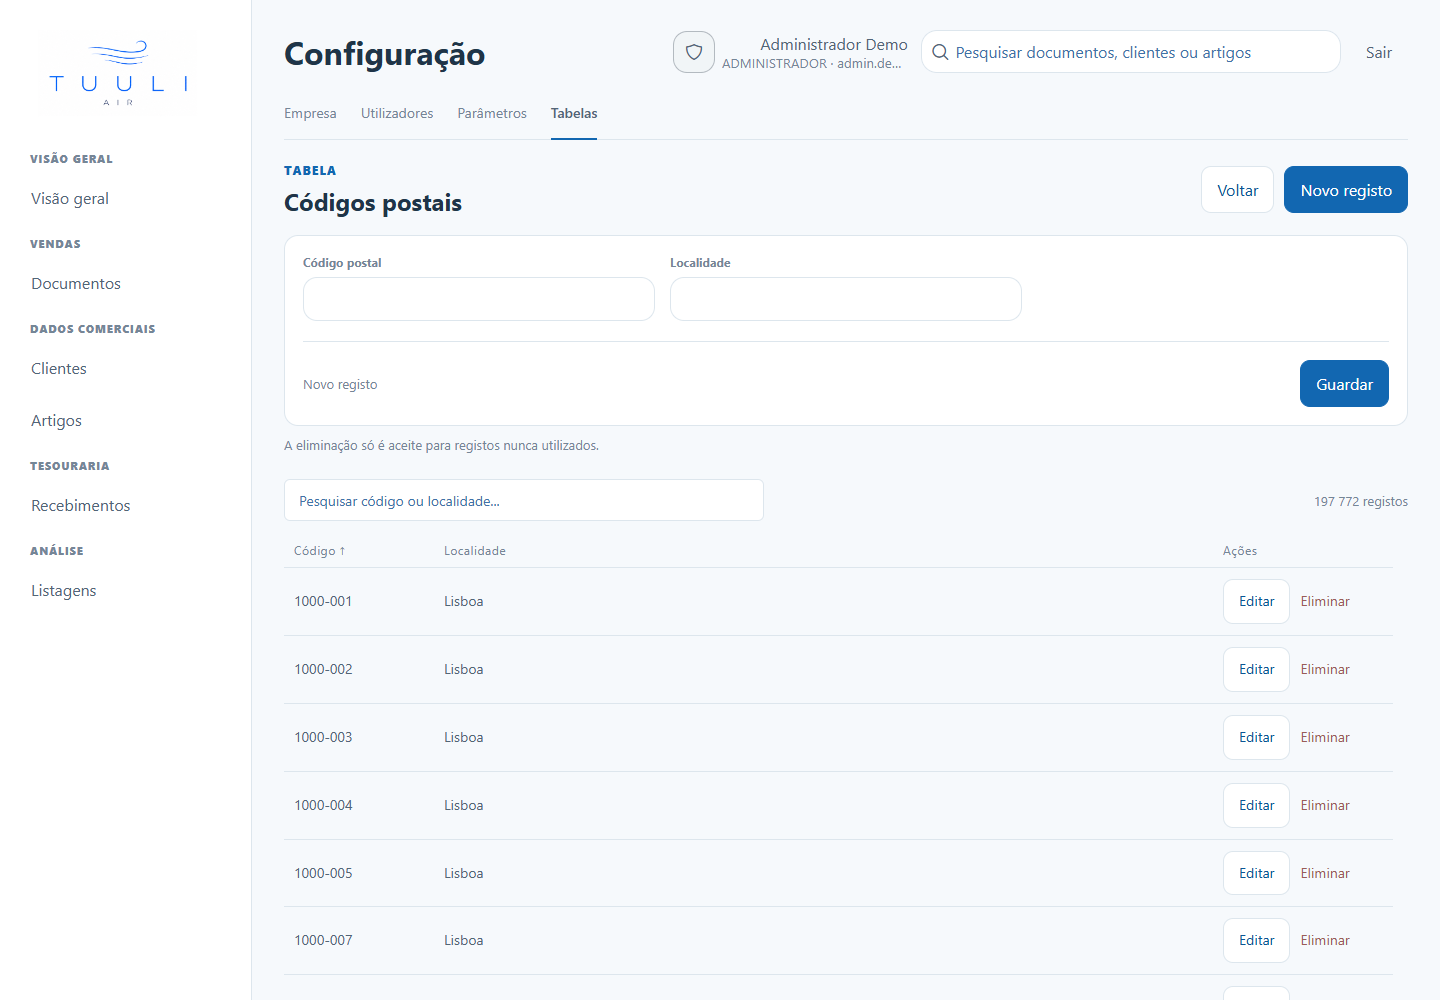 TUULI
AIR
VISÃO GERAL
Visão geral
VENDAS
Documentos
DADOS COMERCIAIS
Clientes
Artigos
TESOURARIA
Recebimentos
ANÁLISE
Listagens
Configuração
Administrador Demo
ADMINISTRADOR · admin.de...
Pesquisar documentos, clientes ou artigos
Sair
Empresa Utilizadores Parâmetros Tabelas
TABELA
Códigos postais
Voltar Novo registo
Código postal Localidade
Novo registo Guardar
A eliminação só é aceite para registos nunca utilizados.
Pesquisar código ou localidade... 197 772 registos
Código ↑ Localidade Ações
1000-001 Lisboa Editar Eliminar
1000-002 Lisboa Editar Eliminar
1000-003 Lisboa Editar Eliminar
1000-004 Lisboa Editar Eliminar
1000-005 Lisboa Editar Eliminar
1000-007 Lisboa Editar Eliminar